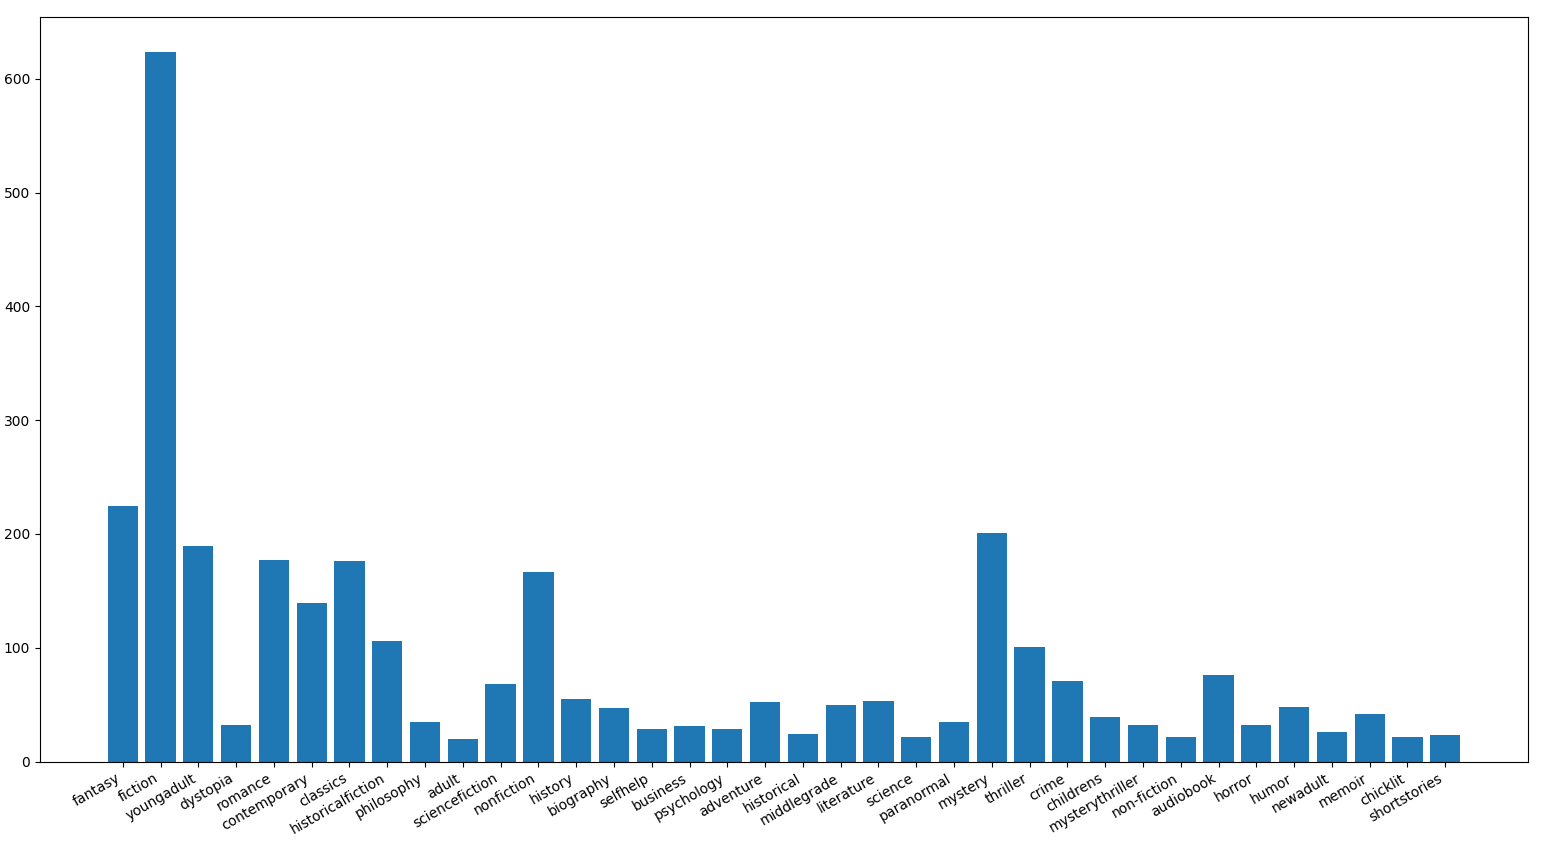 600
500
400
300
200
100
0
fantasy
fiction
youngadult
dystopia
romance
contemporary
classics
historicalfiction
philosophy
adult
sciencefiction
nonfiction
history
biography
selfhelp
business
psychology
adventure
historical
middlegrade
literature
science
paranormal
mystery
thriller
crime
childrens
mysterythriller
non-fiction
audiobook
horror
humor
newadult
memoir
chicklit
shortstories